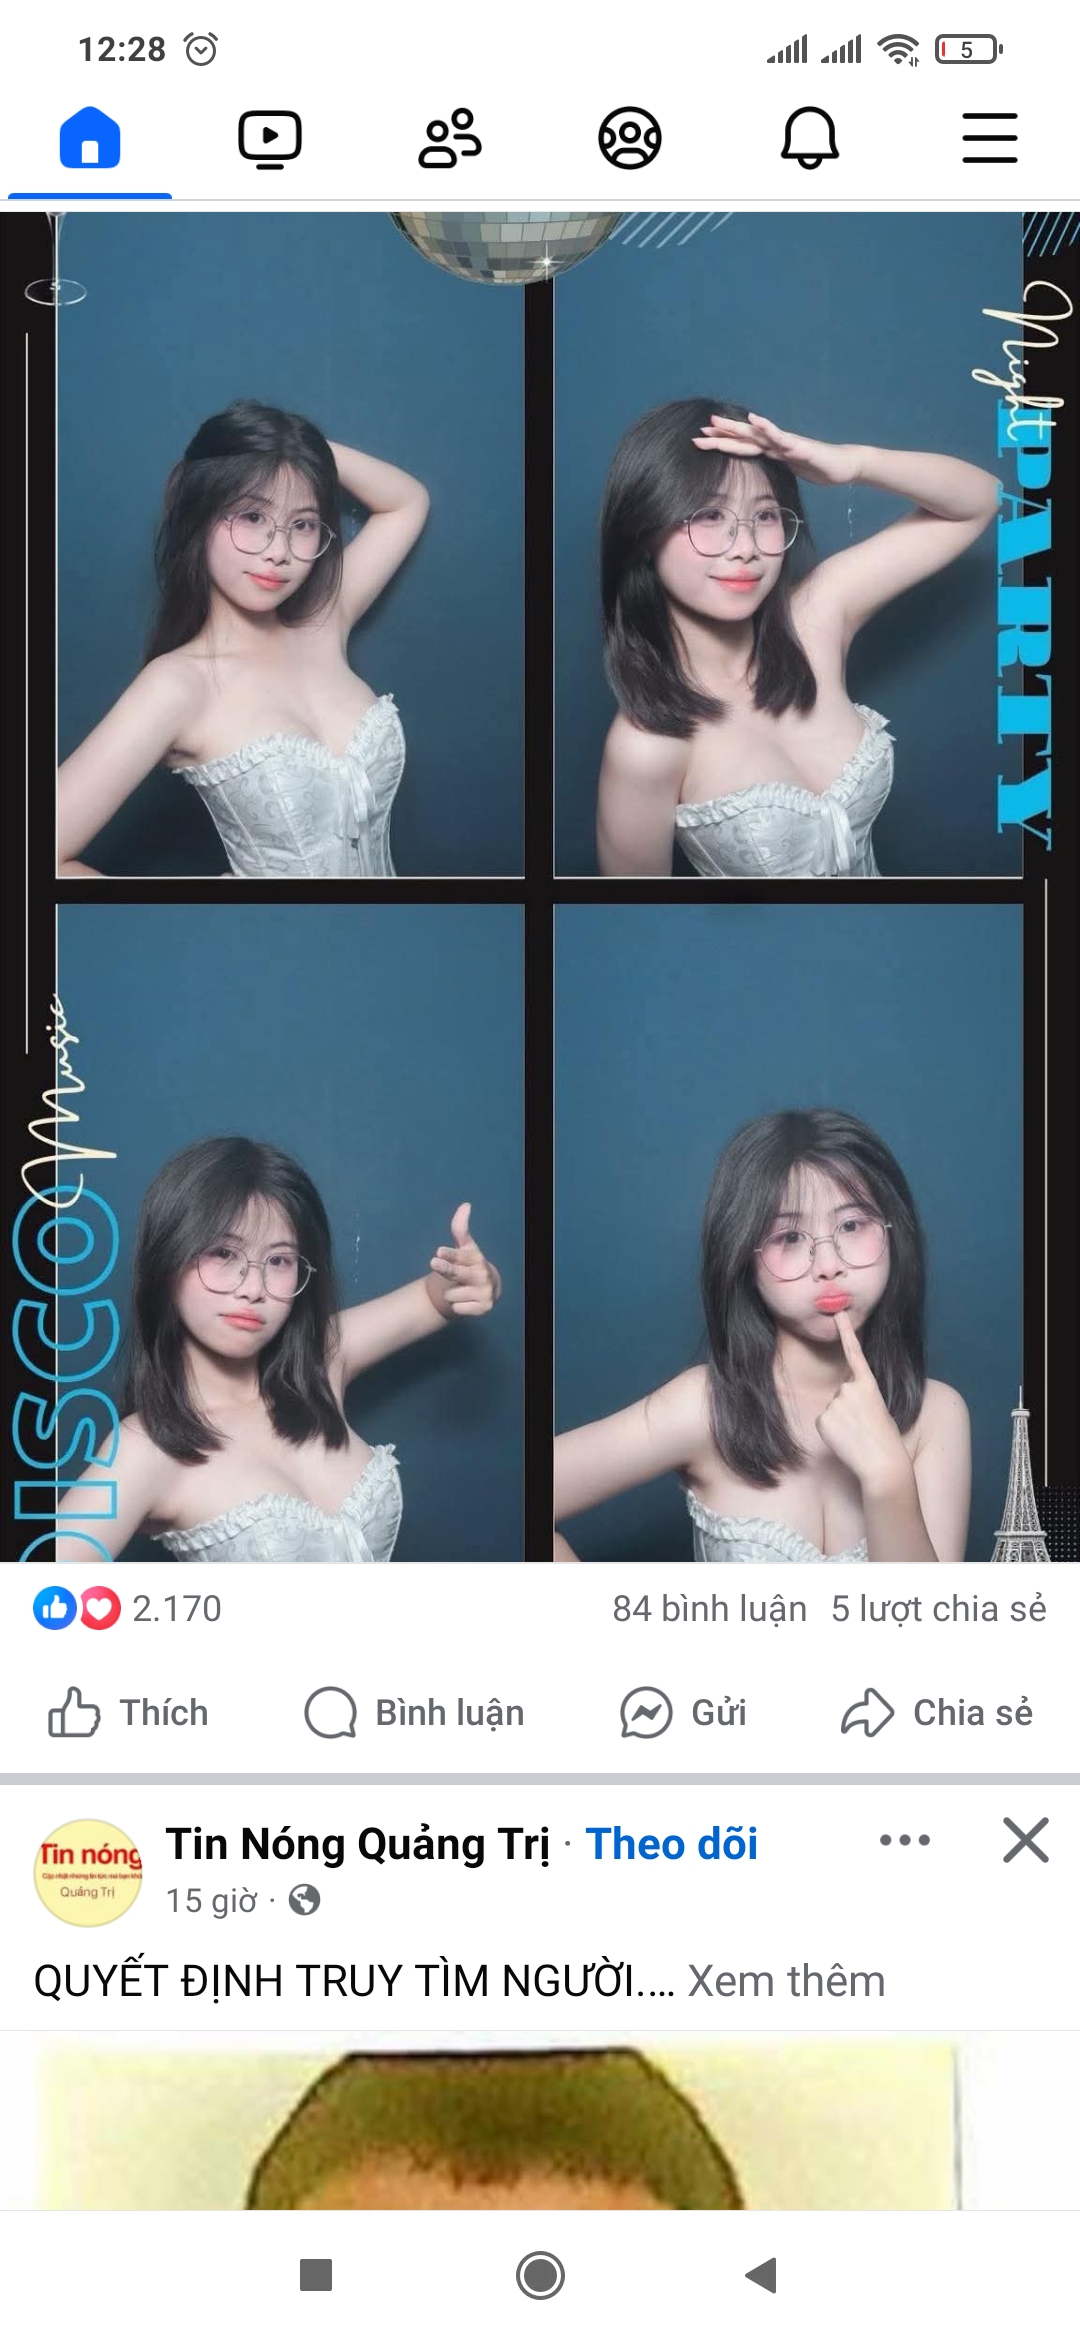 12:28
5
Night
PARTY
Music
DISCO
2.170
84 bình luận 5 lượt chia sẻ
Thích
Bình luận
Gửi
Chia sẻ
Tin nóng
Quảng Trị
Tin Nóng Quảng Trị · Theo dõi
15 giờ ·
QUYẾT ĐỊNH TRUY TÌM NGƯỜI.... Xem thêm